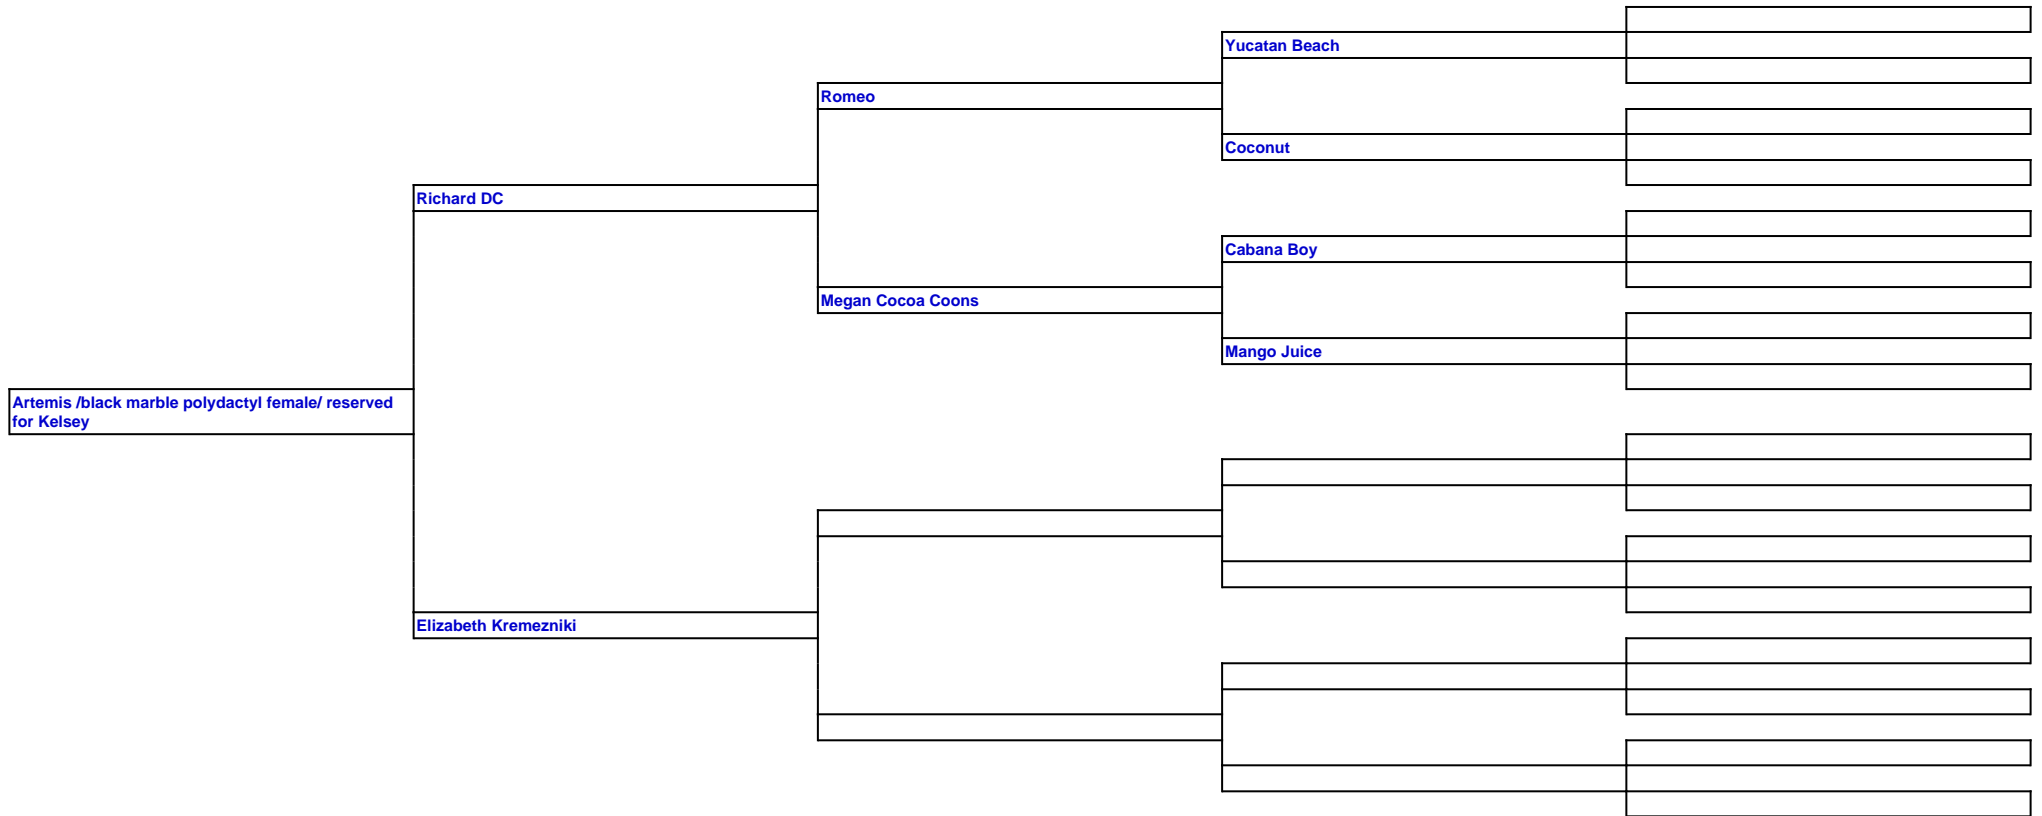 Yucatan Beach
Romeo
Coconut
Richard DC
Cabana Boy
Megan Cocoa Coons
Mango Juice
Artemis /black marble polydactyl female/ reserved
for Kelsey
Elizabeth Kremezniki